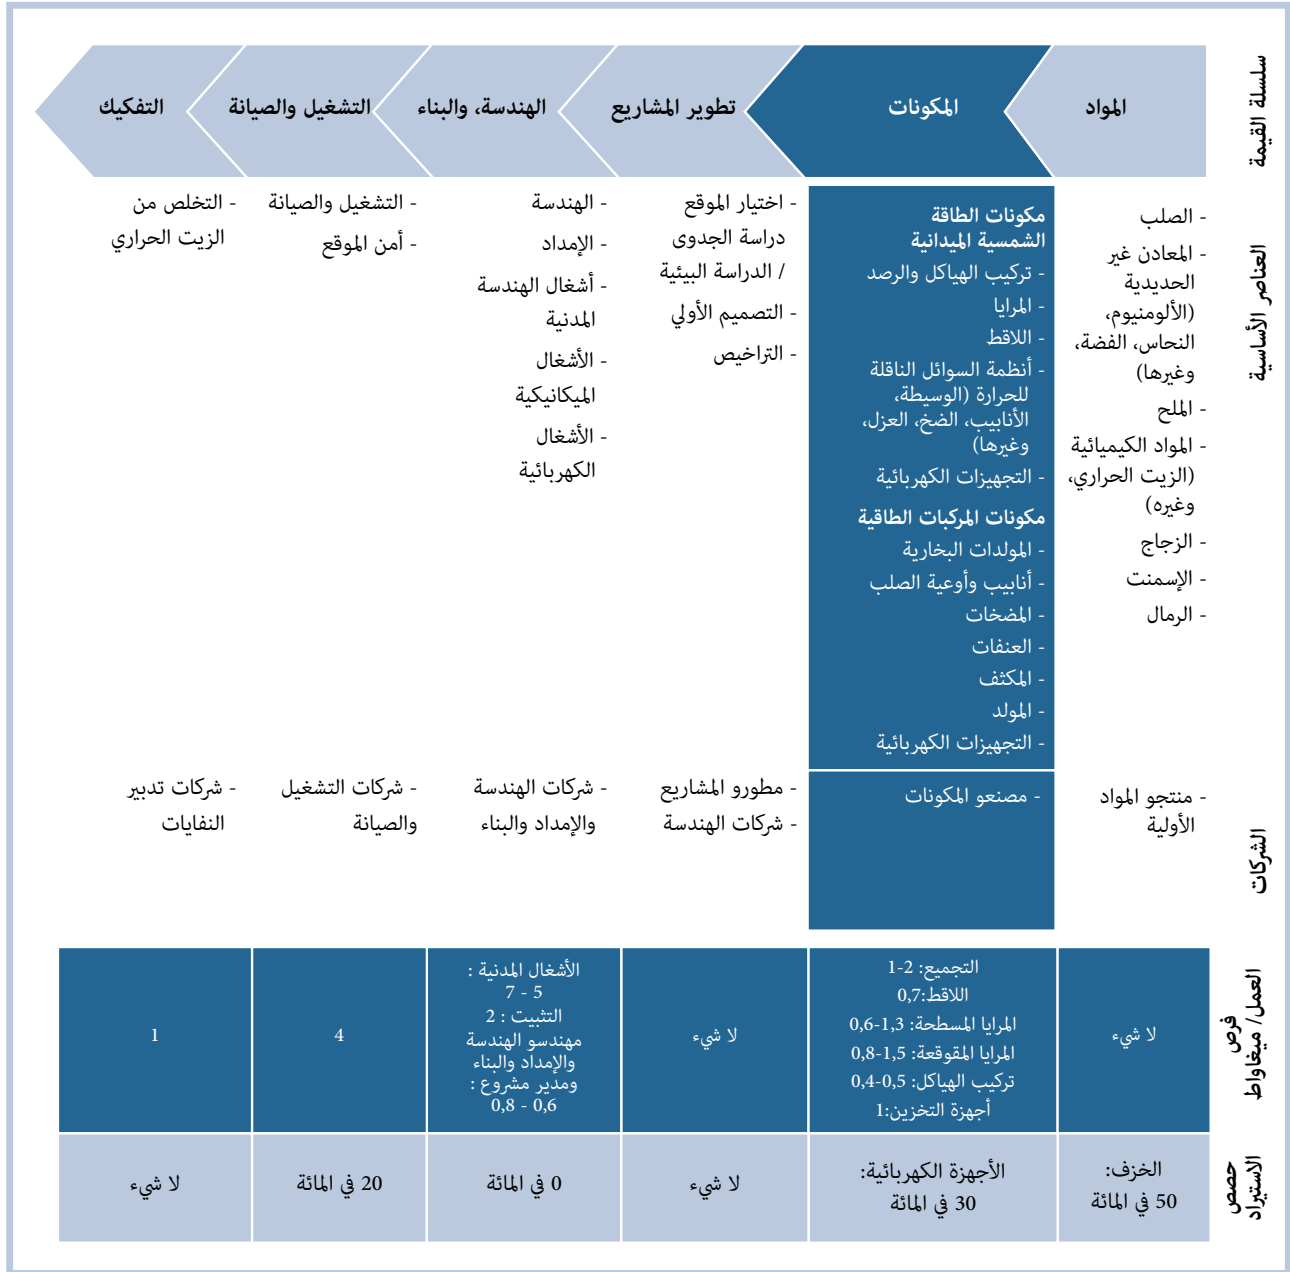 سلسلة القيمة
المواد
المكونات
تطوير المشاريع
الهندسة، والبناء
التشغيل والصيانة
التفكيك
العناصر الأساسية
- الصلب
- المعادن غير
الحديدية
(الألومنيوم،
النحاس، الفضة،
وغيرها)
- الملح
- المواد الكيميائية
(الزيت الحراري،
وغيره)
- الزجاج
- الإسمنت
- الرمال
مكونات الطاقة
الشمسية الميدانية
- تركيب الهياكل والرصد
- المرايا
- اللاقط
- أنظمة السوائل الناقلة
للحرارة (الوسيطة،
الأنابيب، الضخ، العزل،
وغيرها)
- التجهيزات الكهربائية
مكونات المركبات الطاقية
- المولدات البخارية
- أنابيب وأوعية الصلب
- المضخات
- العنفات
- المكثف
- المولد
- التجهيزات الكهربائية
- اختيار الموقع
دراسة الجدوى
/ الدراسة البيئية
- التصميم الأولي
- التراخيص
- الهندسة
- الإمداد
- أشغال الهندسة
المدنية
- الأشغال
الميكانيكية
- الأشغال
الكهربائية
- التشغيل والصيانة
- أمن الموقع
- التخلص من
الزيت الحراري
الشركات
- منتجو المواد
الأولية
- مصنعو المكونات
- مطورو المشاريع
- شركات الهندسة
- شركات الهندسة
والإمداد والبناء
- شركات التشغيل
والصيانة
- شركات تدبير
النفايات
فرص
العمل/ ميغاواط
لا شيء
التجميع: 2-1
اللاقط:0,7
المرايا المسطحة: 1,3-0,6
المرايا المقوقعة: 1,5-0,8
تركيب الهياكل: 0,5-0,4
أجهزة التخزين:1
لا شيء
الأشغال المدنية :
5 - 7
التثبيت : 2
مهندسو الهندسة
والإمداد والبناء
ومدير مشروع :
0,6 - 0,8
4
1
حصص
الاستيراد
الخزف:
50 في المائة
الأجهزة الكهربائية:
30 في المائة
لا شيء
0 في المائة
20 في المائة
لا شيء